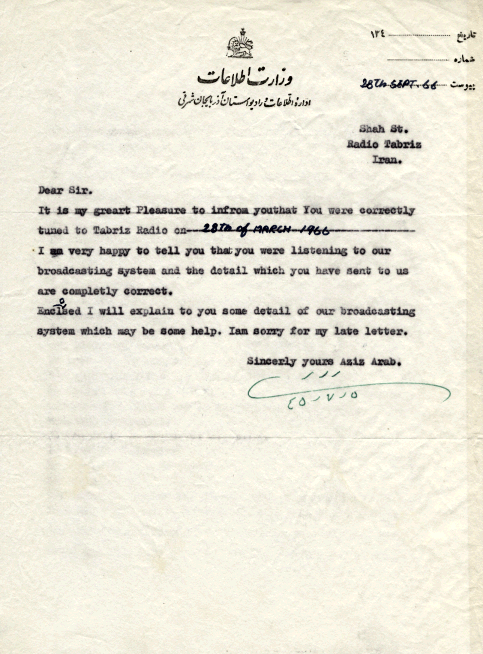 وزارت اطلاعات
اداره اطلاعات و رادیو استان آذربایجان شرقی
تاریخ ۱۳٤
شماره
پیوست 28TH SEPT. 66
Shah St.
Radio Tabriz
Iran.
Dear Sir.
It is my greart Pleasure to infrom youthat You were correctly
tuned to Tabriz Radio on 28TH of MARCH 1966
I am very happy to tell you that you were listening to our
broadcasting system and the detail which you have sent to us
are completly correct.
Enclosed I will explain to you some detail of our broadcasting
system which may be some help. Iam sorry for my late letter.
Sincerly yours Aziz Arab.